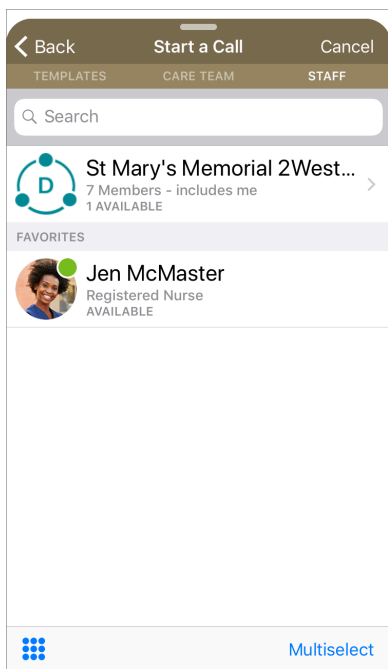 Back Start a Call Cancel
TEMPLATES CARE TEAM STAFF
Search
D
St Mary's Memorial 2West...
7 Members - includes me
1 AVAILABLE
FAVORITES
Jen McMaster
Registered Nurse
AVAILABLE
Multiselect